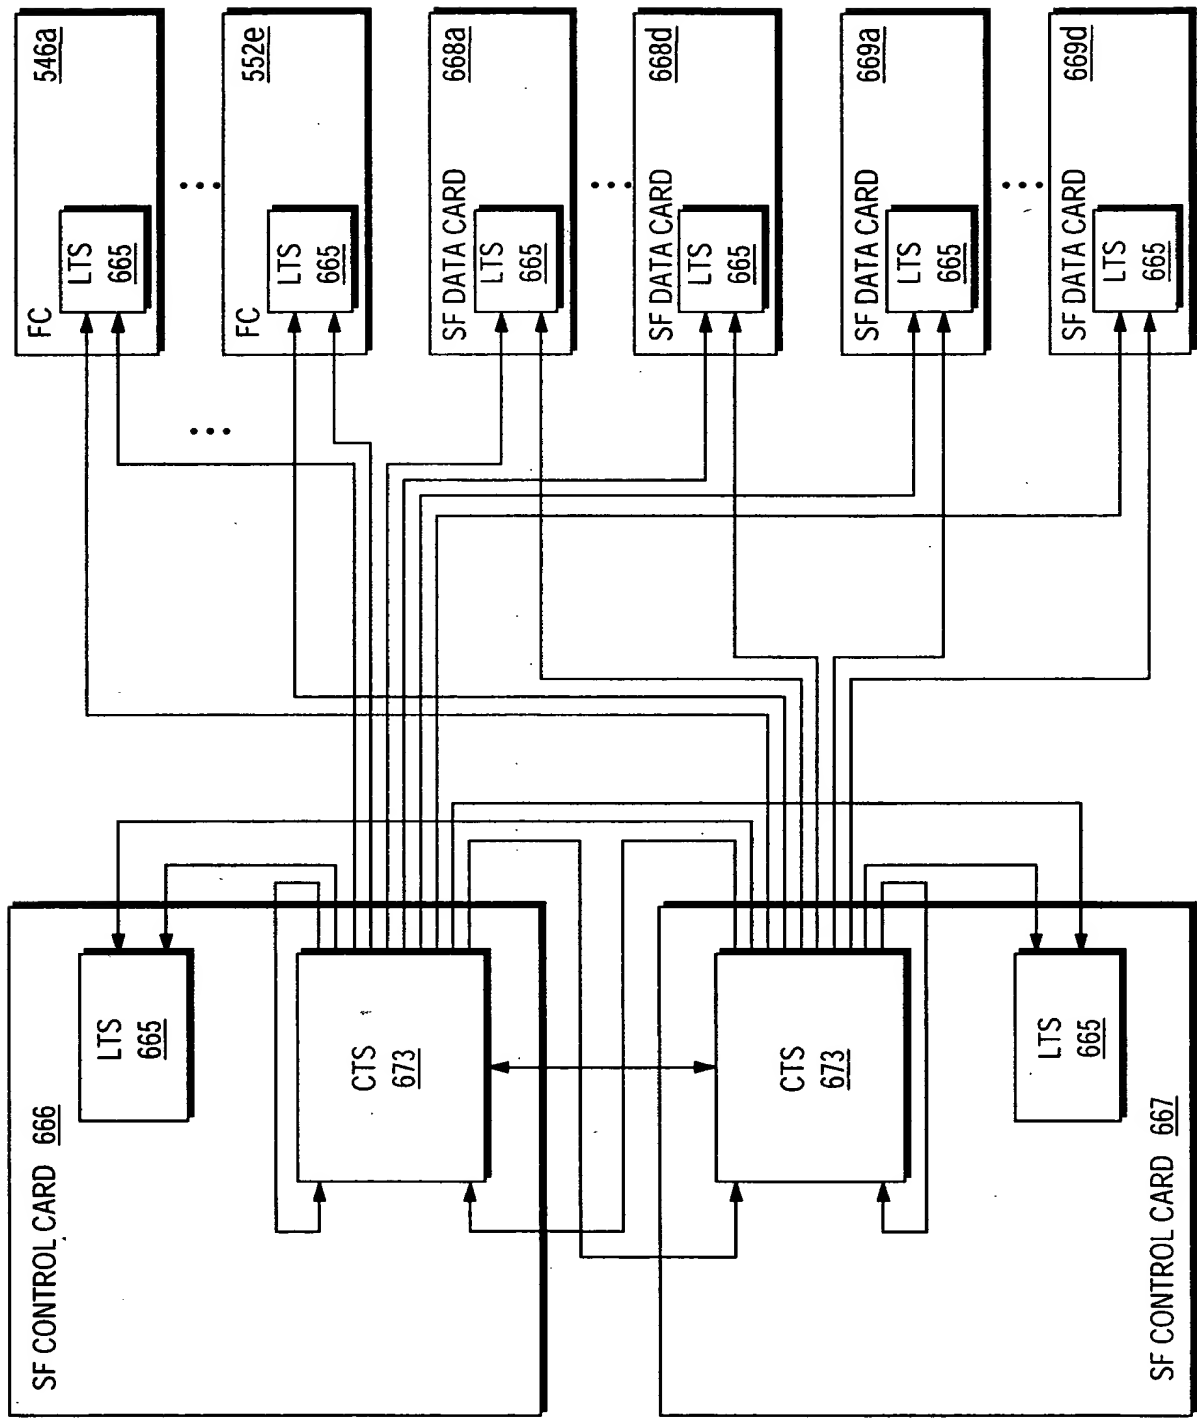 SF CONTROL CARD 666
LTS
665
CTS
673
SF CONTROL CARD 667
CTS
673
LTS
665
FC
546a
LTS
665
...
FC
552e
LTS
665
...
SF DATA CARD
668a
LTS
665
...
SF DATA CARD
668d
LTS
665
SF DATA CARD
669a
LTS
665
...
SF DATA CARD
669d
LTS
665